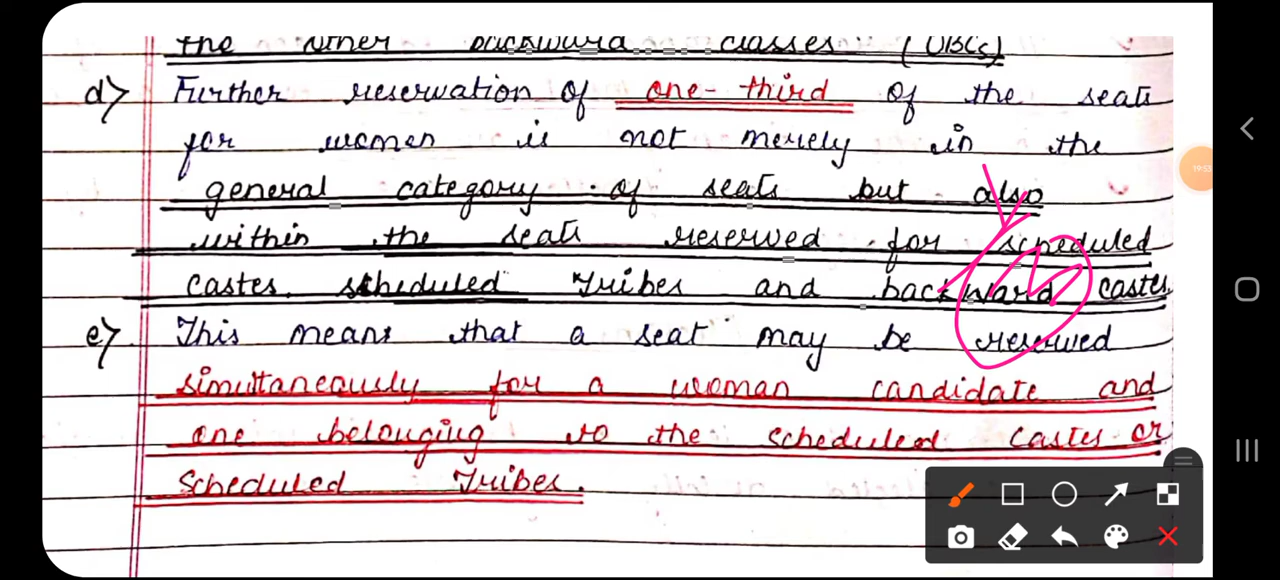 the other backward classes (OBCs)
d) Further reservation of one-third of the seats
for women is not merely in the
general category of seats but also
within the seats reserved for scheduled
castes, scheduled Tribes and backward castes.
e) This means that a seat may be reserved
simultaneously for a woman candidate and
one belonging to the scheduled castes or
Scheduled Tribes.
19:53